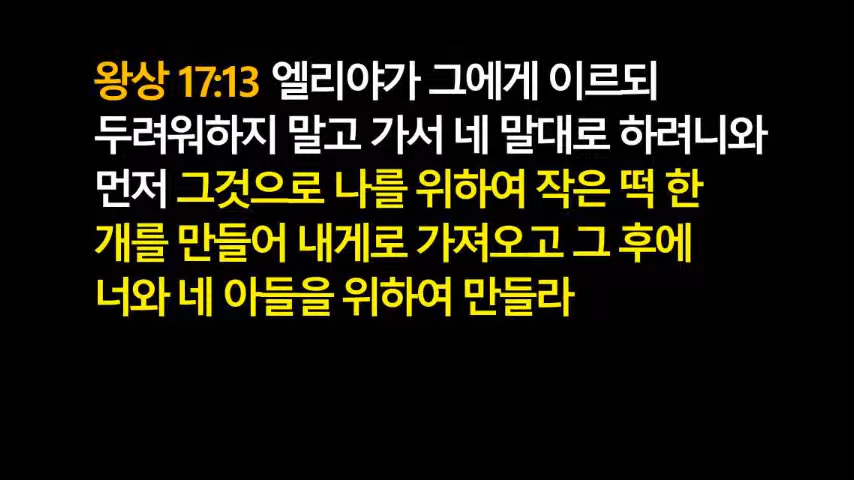 왕상 17:13 엘리야가 그에게 이르되
두려워하지 말고 가서 네 말대로 하려니와
먼저 그것으로 나를 위하여 작은 떡 한
개를 만들어 내게로 가져오고 그 후에
너와 네 아들을 위하여 만들라